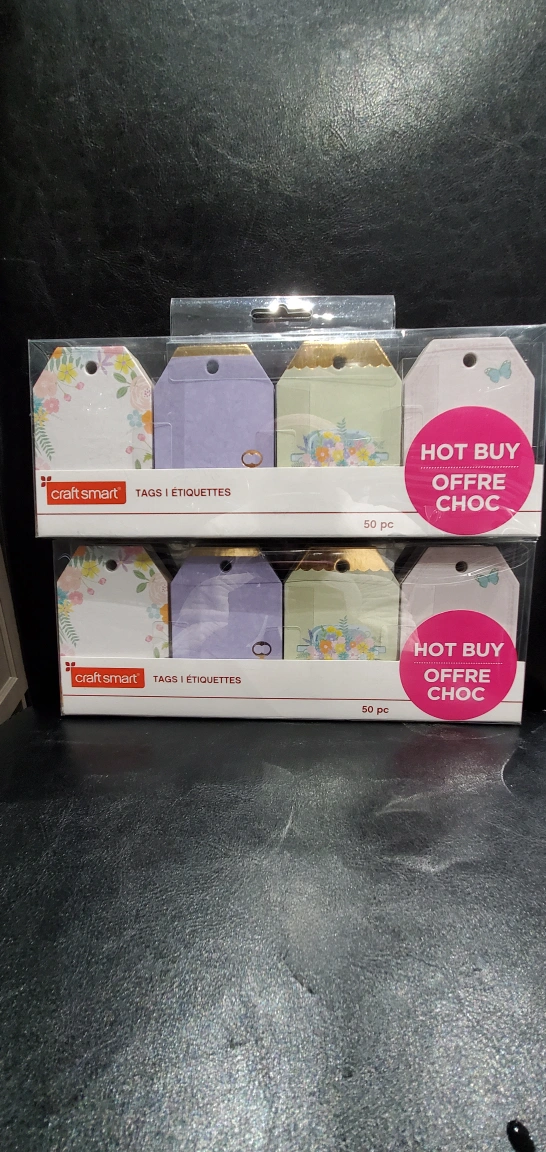 craft smart®
TAGS | ÉTIQUETTES
50 pc
HOT BUY
OFFRE
CHOC
craft smart®
TAGS | ÉTIQUETTES
50 pc
HOT BUY
OFFRE
CHOC